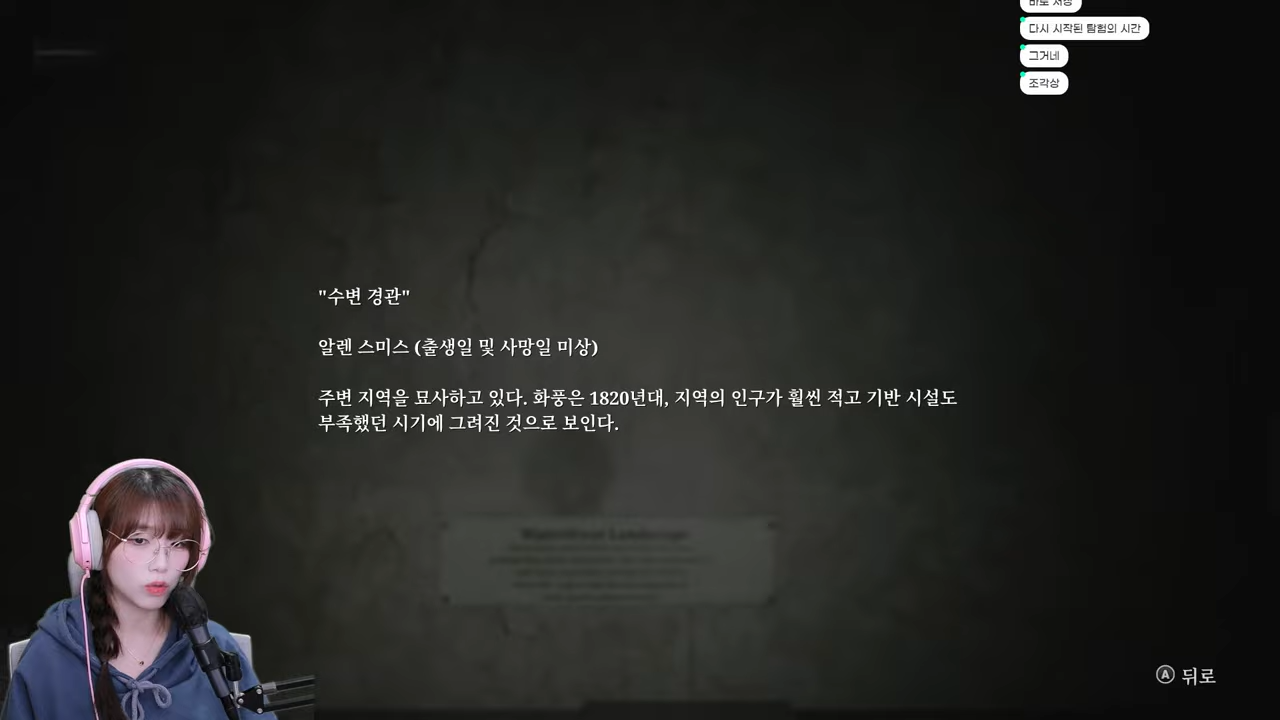 다시 시작된 탐험의 시간
그거네
조각상
"수변 경관"
알렌 스미스 (출생일 및 사망일 미상)
주변 지역을 묘사하고 있다. 화풍은 1820년대, 지역의 인구가 훨씬 적고 기반 시설도
부족했던 시기에 그려진 것으로 보인다.
Waterfront Landscape
A 뒤로